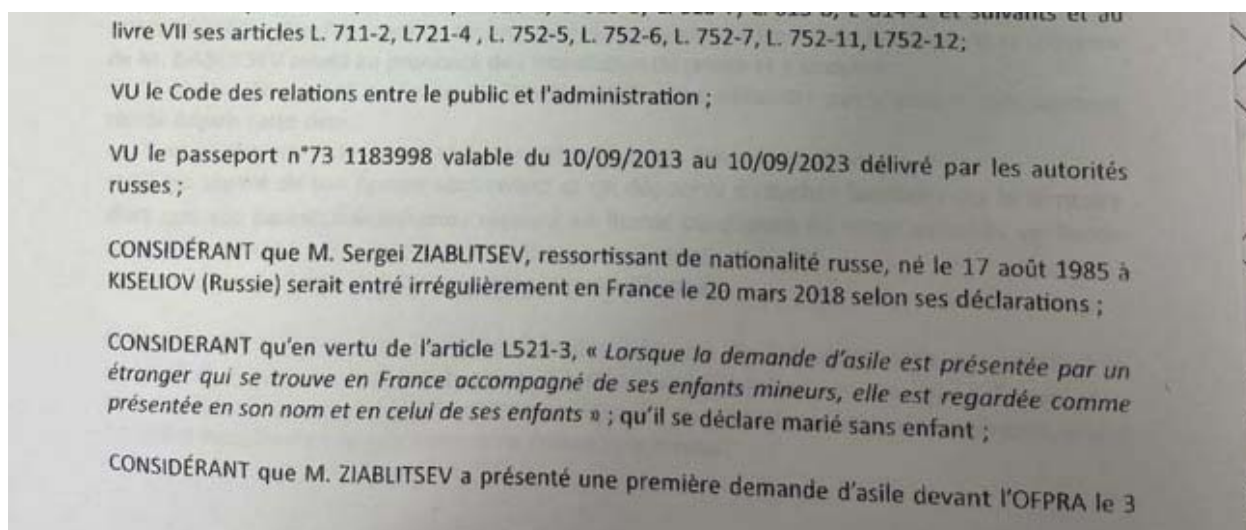 et suivants et au
livre VII ses articles L. 711-2, L721-4 , L. 752-5, L. 752-6, L. 752-7, L. 752-11, L752-12;
VU le Code des relations entre le public et l'administration ;
VU le passeport n°73 1183998 valable du 10/09/2013 au 10/09/2023 délivré par les autorités
russes ;
CONSIDÉRANT que M. Sergei ZIABLITSEV, ressortissant de nationalité russe, né le 17 août 1985 à
KISELIOV (Russie) serait entré irrégulièrement en France le 20 mars 2018 selon ses déclarations ;
CONSIDERANT qu'en vertu de l'article L521-3, « Lorsque la demande d'asile est présentée par un
étranger qui se trouve en France accompagné de ses enfants mineurs, elle est regardée comme
présentée en son nom et en celui de ses enfants » ; qu'il se déclare marié sans enfant ;
CONSIDÉRANT que M. ZIABLITSEV a présenté une première demande d'asile devant l'OFPRA le 3